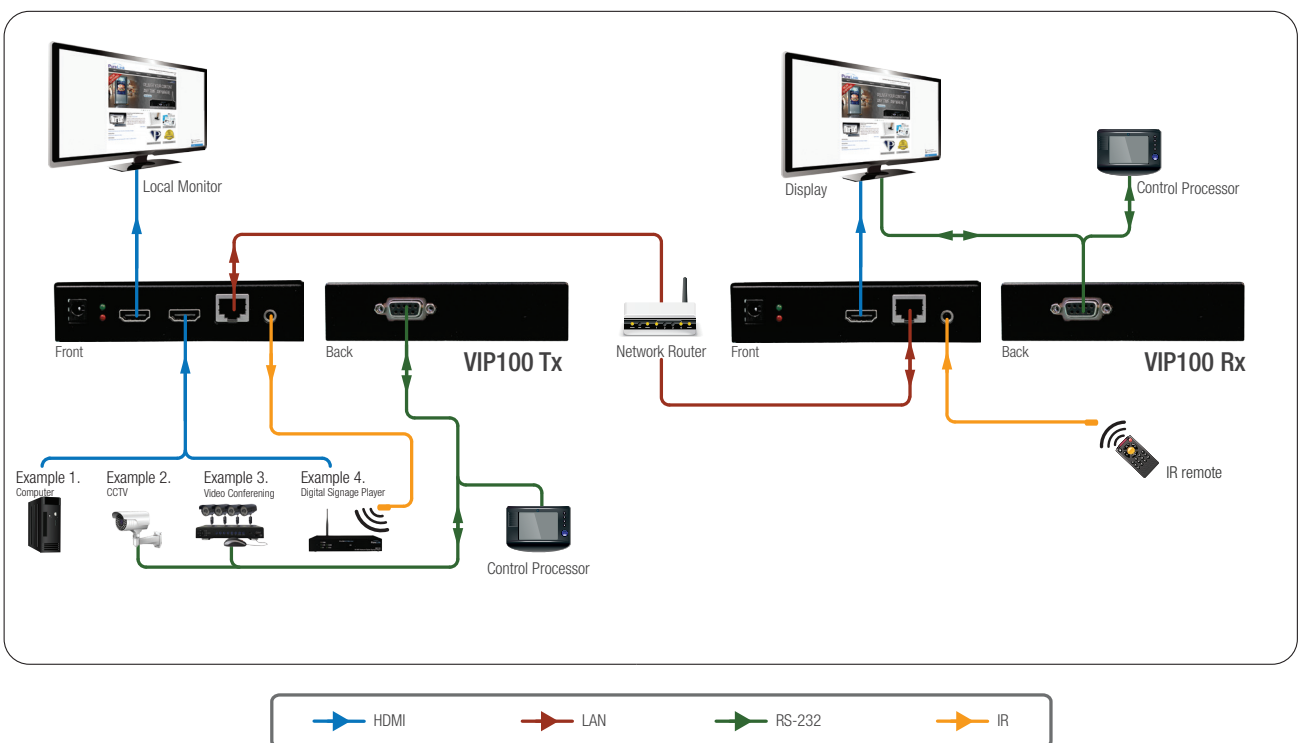 Local Monitor
Display
Control Processor
Front
Back
VIP100 Tx
Network Router
Front
Back
VIP100 Rx
Example 1.
Computer
Example 2.
CCTV
Example 3.
Video Conferening
Example 4.
Digital Signage Player
IR remote
Control Processor
HDMI
LAN
RS-232
IR